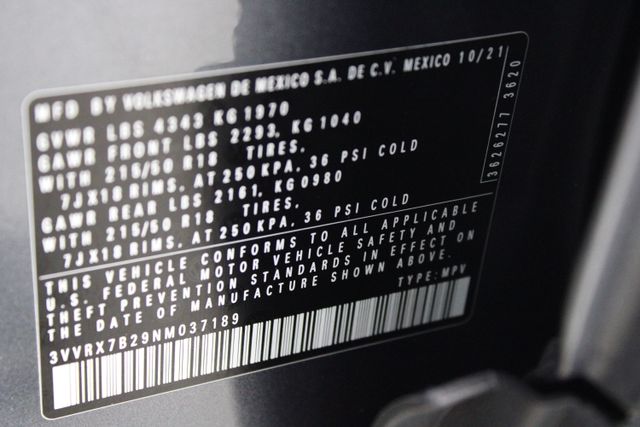 MFD BY VOLKSWAGEN DE MEXICO S.A. DE C.V. MEXICO 10/21
GVWR LBS 4343 KG 1970
GAWR FRONT LBS 2293, KG 1040
WITH 215/50 R18 TIRES.
7JX18 RIMS, AT 250 KPA, 36 PSI COLD
GAWR REAR LBS 2161, KG 0980
WITH 215/50 R18 TIRES.
7JX18 RIMS, AT 250 KPA, 36 PSI COLD
THIS VEHICLE CONFORMS TO ALL APPLICABLE
U.S. FEDERAL MOTOR VEHICLE SAFETY AND
THEFT PREVENTION STANDARDS IN EFFECT ON
THE DATE OF MANUFACTURE SHOWN ABOVE.
3VVRX7B29NM037189 TYPE: MPV
3626277 3620